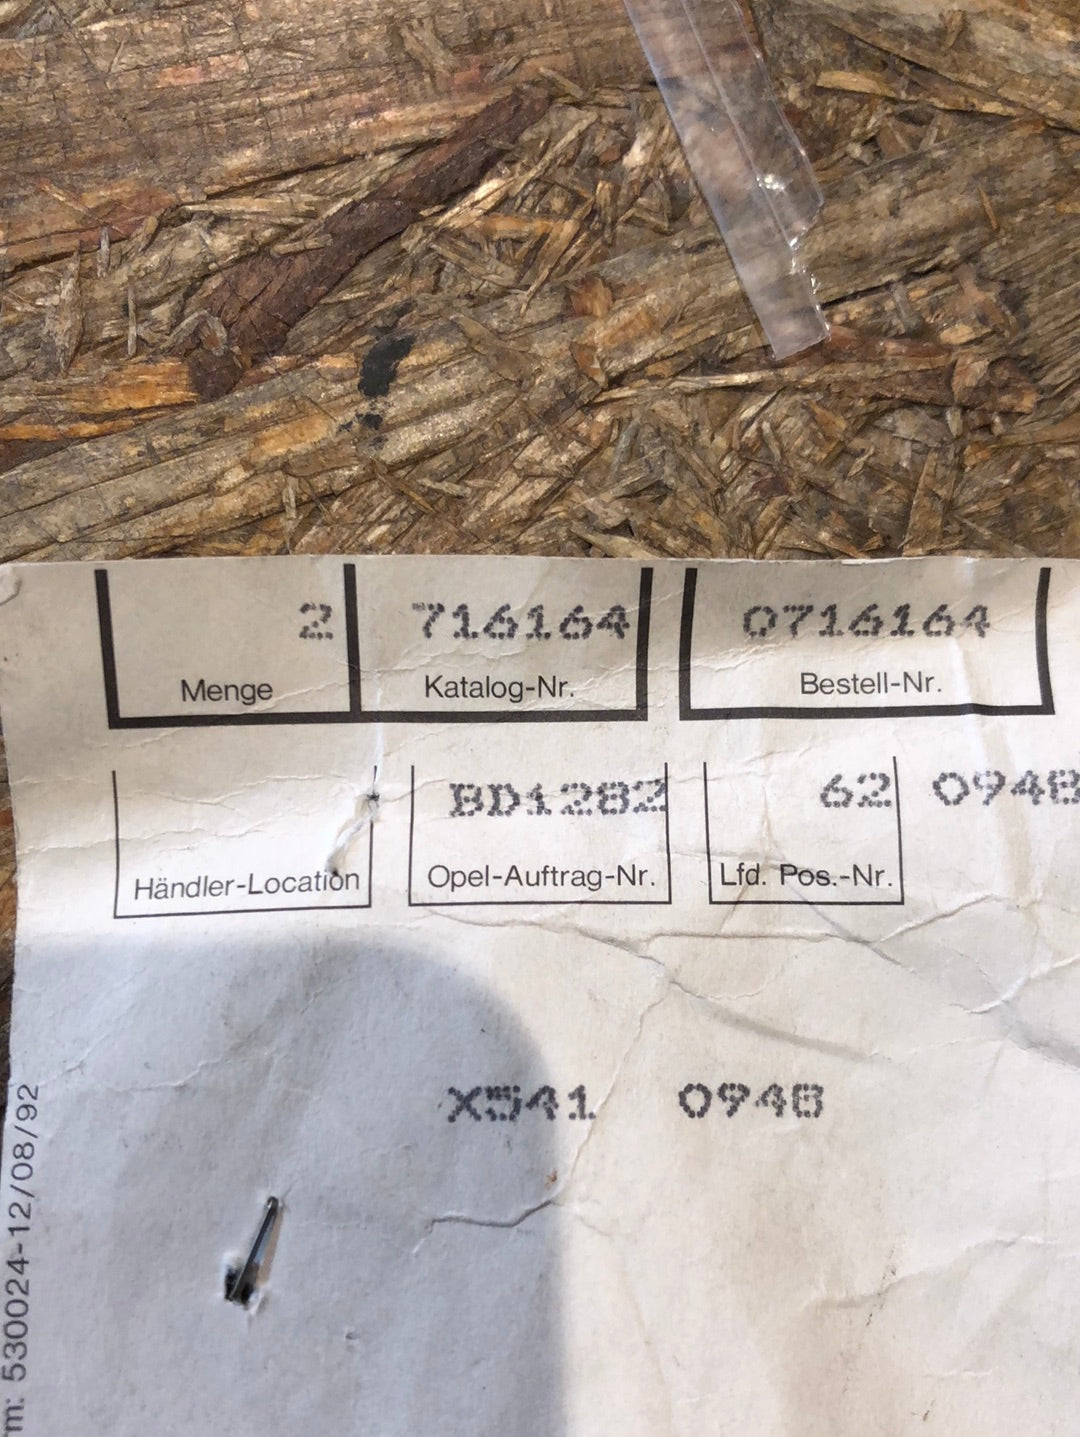 2 716164 0716164
Menge Katalog-Nr. Bestell-Nr.
BD1282 62 0948
Händler-Location Opel-Auftrag-Nr. Lfd. Pos.-Nr.
X541 0948
m: 530024-12/08/92